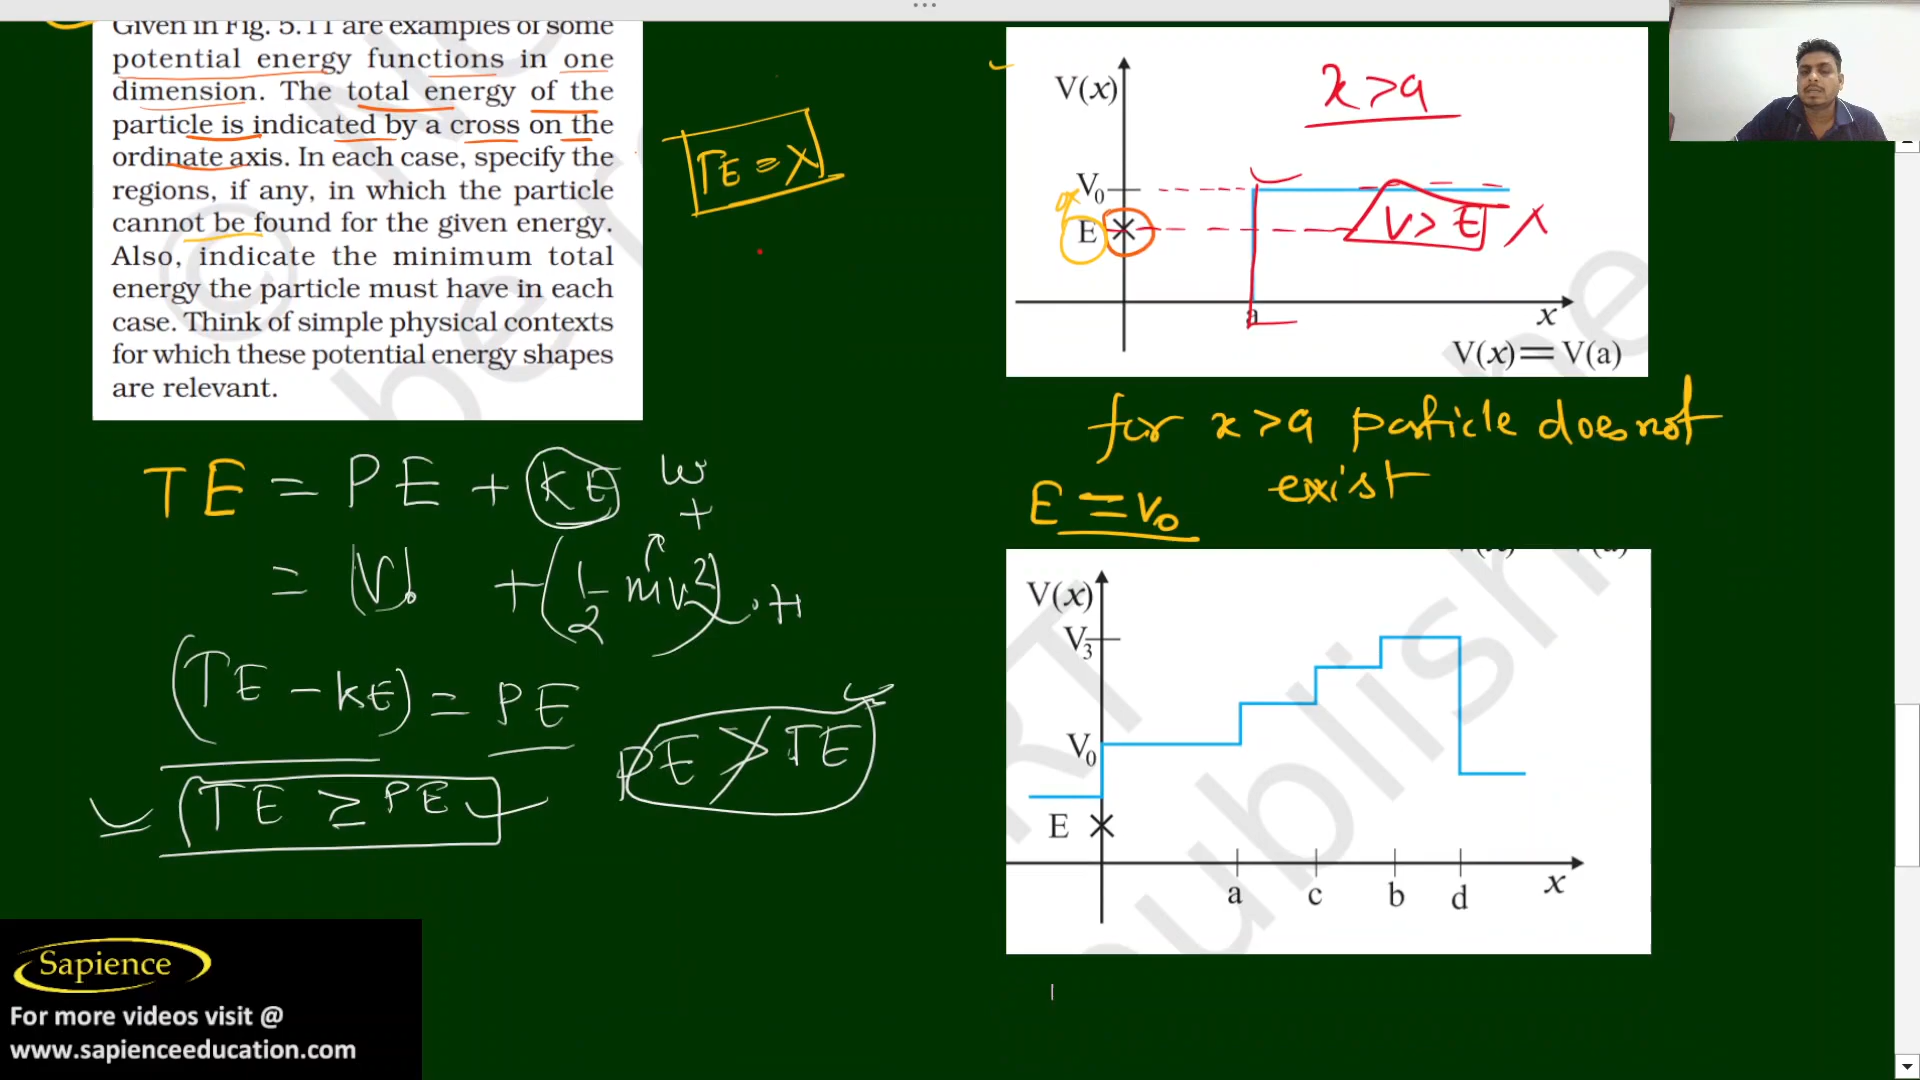 Given in Fig. 5.11 are examples of some
potential energy functions in one
dimension. The total energy of the
particle is indicated by a cross on the
ordinate axis. In each case, specify the
regions, if any, in which the particle
cannot be found for the given energy.
Also, indicate the minimum total
energy the particle must have in each
case. Think of simple physical contexts
for which these potential energy shapes
are relevant.
TE = X
TE = PE + KE
= V + (1/2 mv²)
(TE - KE) = PE
TE ≥ PE
PE > TE
V(x)
x > a
V₀
E
V > E
a
x
V(x) = V(a)
for x > a particle does not
exist
E = V₀
V(x)
V₃
V₀
E
a c b d x
Sapience
For more videos visit @
www.sapienceeducation.com